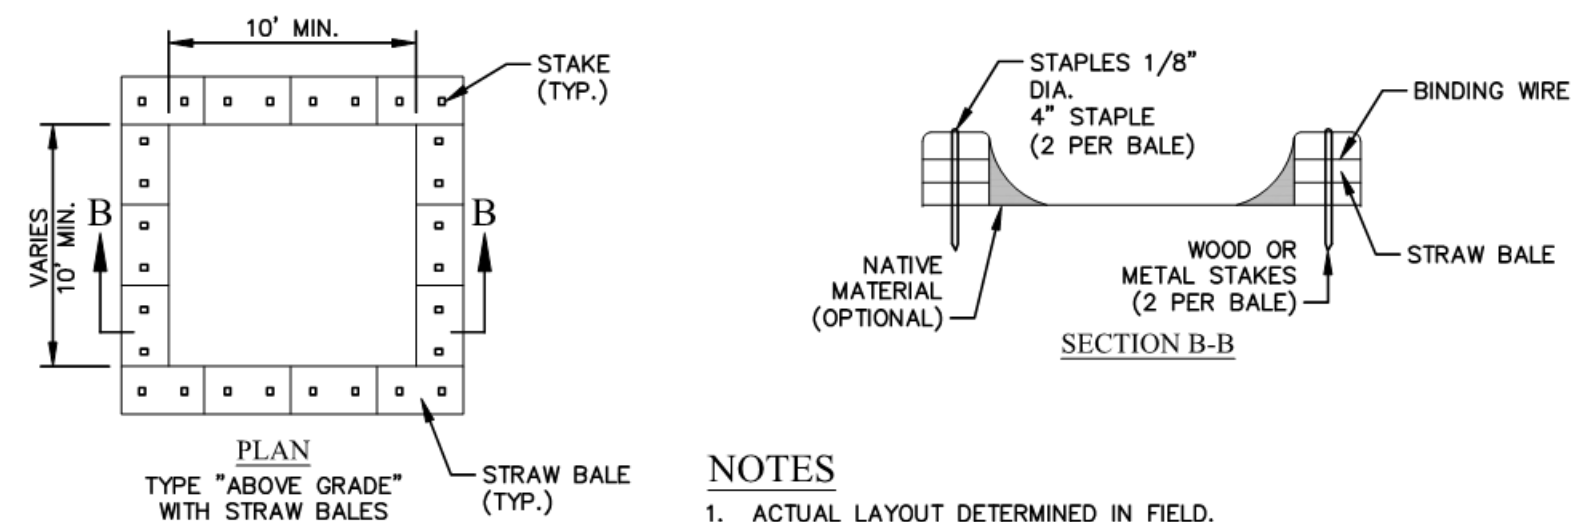 10' MIN.
STAKE
(TYP.)
VARIES
10' MIN.
B
B
STRAW BALE
(TYP.)
PLAN
TYPE "ABOVE GRADE"
WITH STRAW BALES
STAPLES 1/8"
DIA.
4" STAPLE
(2 PER BALE)
BINDING WIRE
STRAW BALE
NATIVE
MATERIAL
(OPTIONAL)
WOOD OR
METAL STAKES
(2 PER BALE)
SECTION B-B
NOTES
1. ACTUAL LAYOUT DETERMINED IN FIELD.